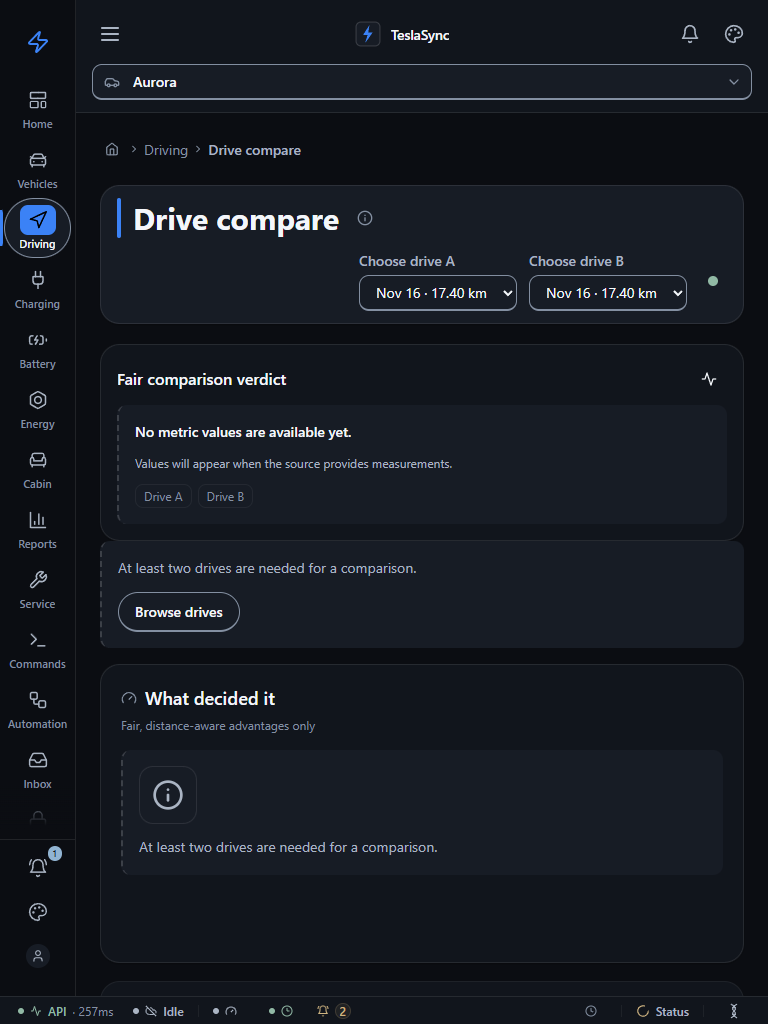 TeslaSync
Aurora
Home
Vehicles
Driving
Charging
Battery
Energy
Cabin
Reports
Service
Commands
Automation
Inbox
1
Driving
Drive compare
Drive compare
Choose drive A
Choose drive B
Nov 16 · 17.40 km
Nov 16 · 17.40 km
Fair comparison verdict
No metric values are available yet.
Values will appear when the source provides measurements.
Drive A
Drive B
At least two drives are needed for a comparison.
Browse drives
What decided it
Fair, distance-aware advantages only
At least two drives are needed for a comparison.
API · 257ms
Idle
2
Status